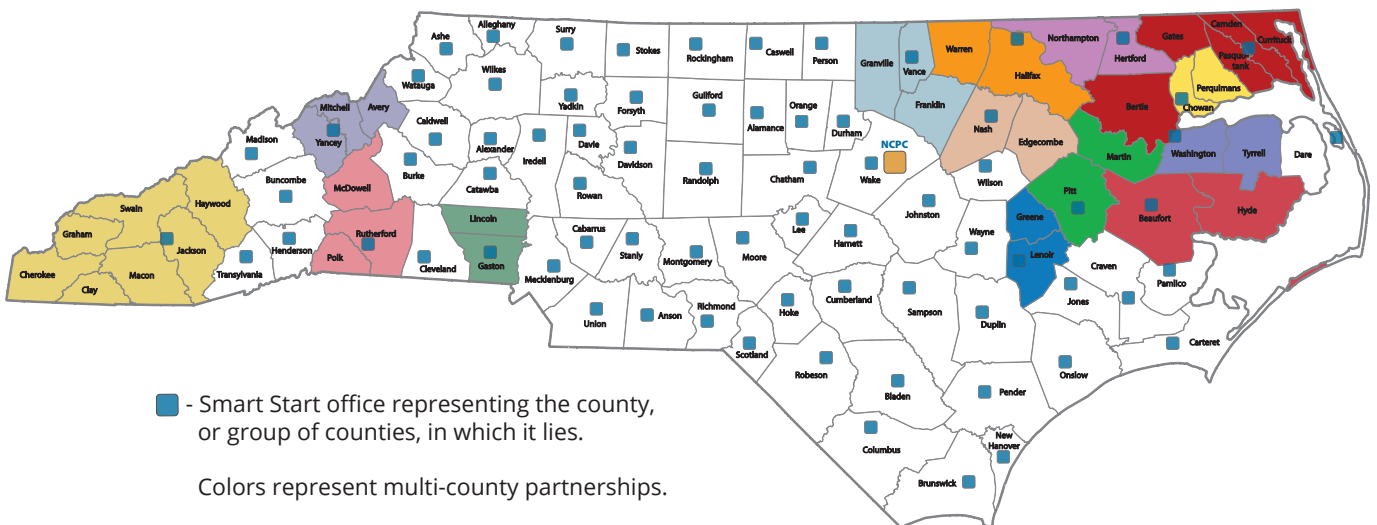 Alleghany
Ashe
Surry
Stokes
Rockingham
Caswell
Person
Granville
Vance
Warren
Northampton
Hertford
Gates
Camden
Currituck
Pasquo-
tank
Perquimans
Chowan
Halifax
Bertie
Watauga
Wilkas
Yadkin
Forsyth
Guilford
Alamance
Orange
Durham
Franklin
Nash
Edgecombe
Martin
Washington
Tyrrell
Dare
Mitchell
Avery
Yancey
Caldwell
Alexander
Iredell
Davie
Davidson
Randolph
Chatham
NCPC
Wake
Wilson
Pitt
Beaufort
Hyde
Madison
Buncombe
McDowell
Burke
Catawba
Rowan
Johnston
Greene
Wayne
Lenoir
Craven
Pamlico
Haywood
Swain
Graham
Jackson
Cherokee
Macon
Clay
Transylvania
Henderson
Polk
Rutherford
Cleveland
Lincoln
Gaston
Mecklenburg
Cabarrus
Stanly
Montgomery
Moore
Lee
Harnett
Union
Anson
Richmond
Scotland
Hoke
Cumberland
Sampson
Duplin
Jones
Carteret
Onslow
Robeson
Bladen
Pender
Columbus
New
Hanover
Brunswick
- Smart Start office representing the county,
or group of counties, in which it lies.
Colors represent multi-county partnerships.